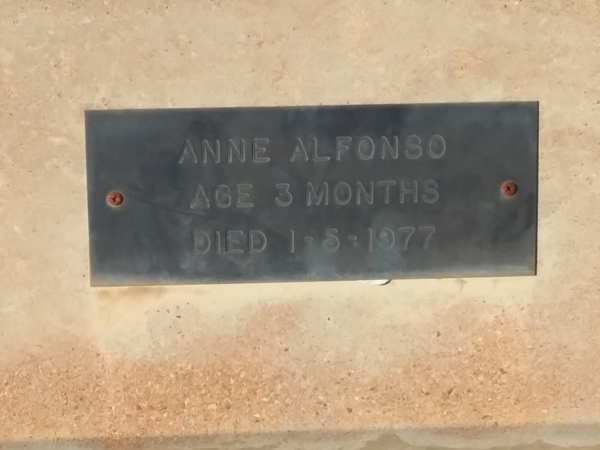 ANNE ALFONSO
AGE 3 MONTHS
DIED 1-5-1977